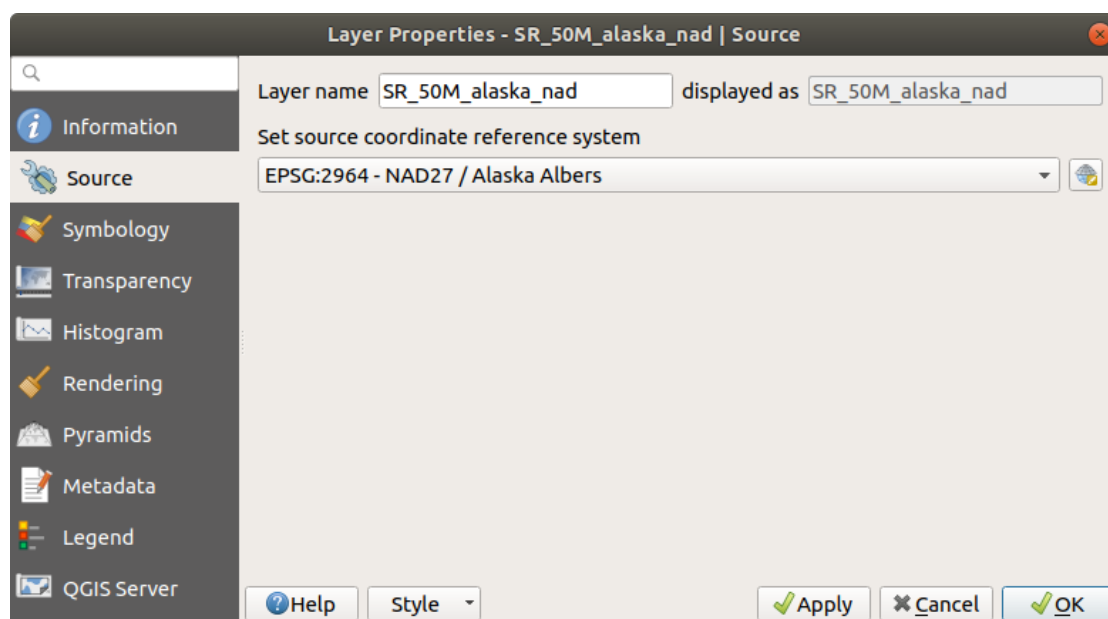 Layer Properties - SR_50M_alaska_nad | Source
Layer name SR_50M_alaska_nad displayed as SR_50M_alaska_nad
Set source coordinate reference system
EPSG:2964 - NAD27 / Alaska Albers
Information
Source
Symbology
Transparency
Histogram
Rendering
Pyramids
Metadata
Legend
QGIS Server
Help Style Apply Cancel OK